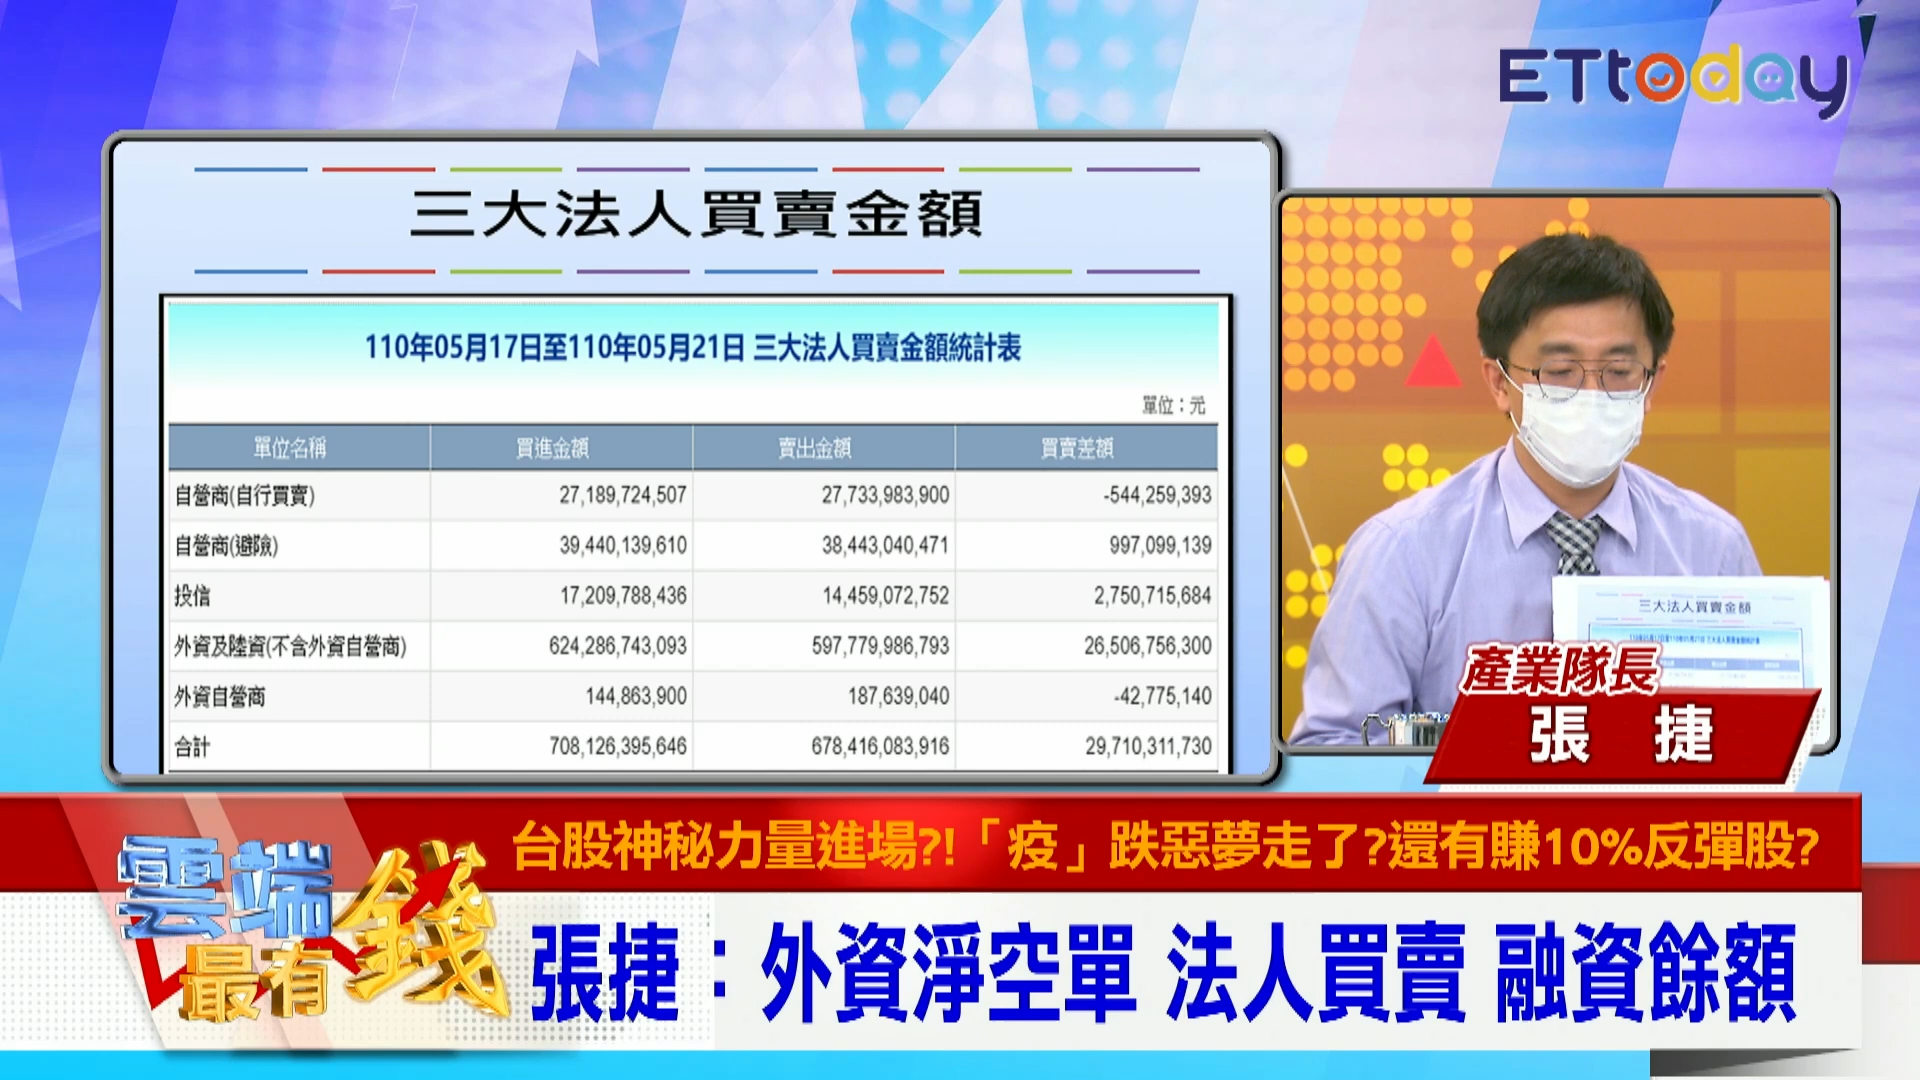 ETtoday
三大法人買賣金額
110年05月17日至110年05月21日 三大法人買賣金額統計表
單位：元
單位名稱 買進金額 賣出金額 買賣差額
自營商(自行買賣) 27,189,724,507 27,733,983,900 -544,259,393
自營商(避險) 39,440,139,610 38,443,040,471 997,099,139
投信 17,209,788,436 14,459,072,752 2,750,715,684
外資及陸資(不含外資自營商) 624,286,743,093 597,779,986,793 26,506,756,300
外資自營商 144,863,900 187,639,040 -42,775,140
合計 708,126,395,646 678,416,083,916 29,710,311,730
三大法人買賣金額
產業隊長
張 捷
台股神秘力量進場?!「疫」跌惡夢走了?還有賺10%反彈股?
雲端最有錢
張捷：外資淨空單 法人買賣 融資餘額